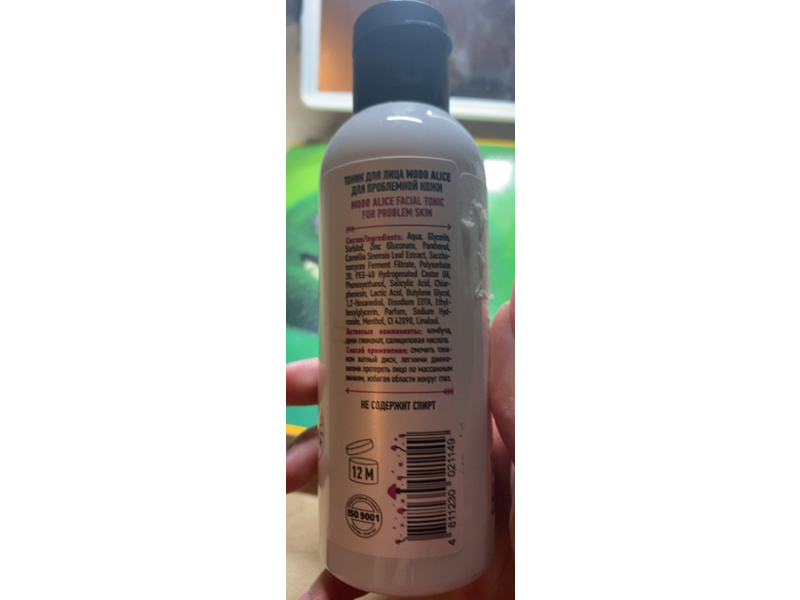 ТОНИК ДЛЯ ЛИЦА MODO ALICE
ДЛЯ ПРОБЛЕМНОЙ КОЖИ
MODO ALICE FACIAL TONIC
FOR PROBLEM SKIN
Состав/Ingredients: Aqua, Glycerin,
Sorbitol, Zinc Gluconate, Panthenol,
Camellia Sinensis Leaf Extract, Saccha-
romyces Ferment Filtrate, Polysorbate
20, PEG-40 Hydrogenated Castor Oil,
Phenoxyethanol, Salicylic Acid, Chlor-
phenesin, Lactic Acid, Butylene Glycol,
1,2-Hexanediol, Disodium EDTA, Ethyl-
hexylglycerin, Parfum, Sodium Hyd-
roxide, Menthol, CI 42090, Linalool.
Активные компоненты: комбуча,
цинк глюконат, салициловая кислота.
Способ применения: смочить тони-
ком ватный диск, легкими движе-
ниями протереть лицо по массажным
линиям, избегая области вокруг глаз.
НЕ СОДЕРЖИТ СПИРТ
12 M
ISO 9001
4 811230 021149